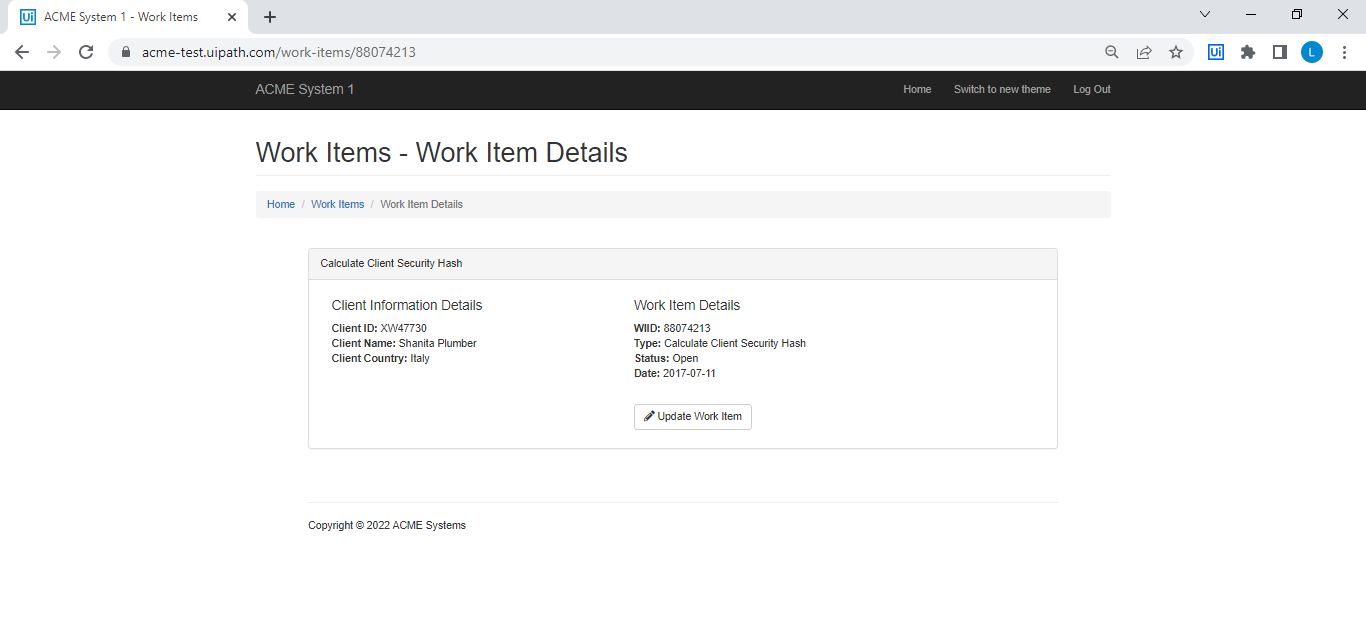 Ui ACME System 1 - Work Items
acme-test.uipath.com/work-items/88074213
Ui
L
ACME System 1
Home Switch to new theme Log Out
Work Items - Work Item Details
Home / Work Items / Work Item Details
Calculate Client Security Hash
Client Information Details
Client ID: XW47730
Client Name: Shanita Plumber
Client Country: Italy
Work Item Details
WIID: 88074213
Type: Calculate Client Security Hash
Status: Open
Date: 2017-07-11
Update Work Item
Copyright © 2022 ACME Systems